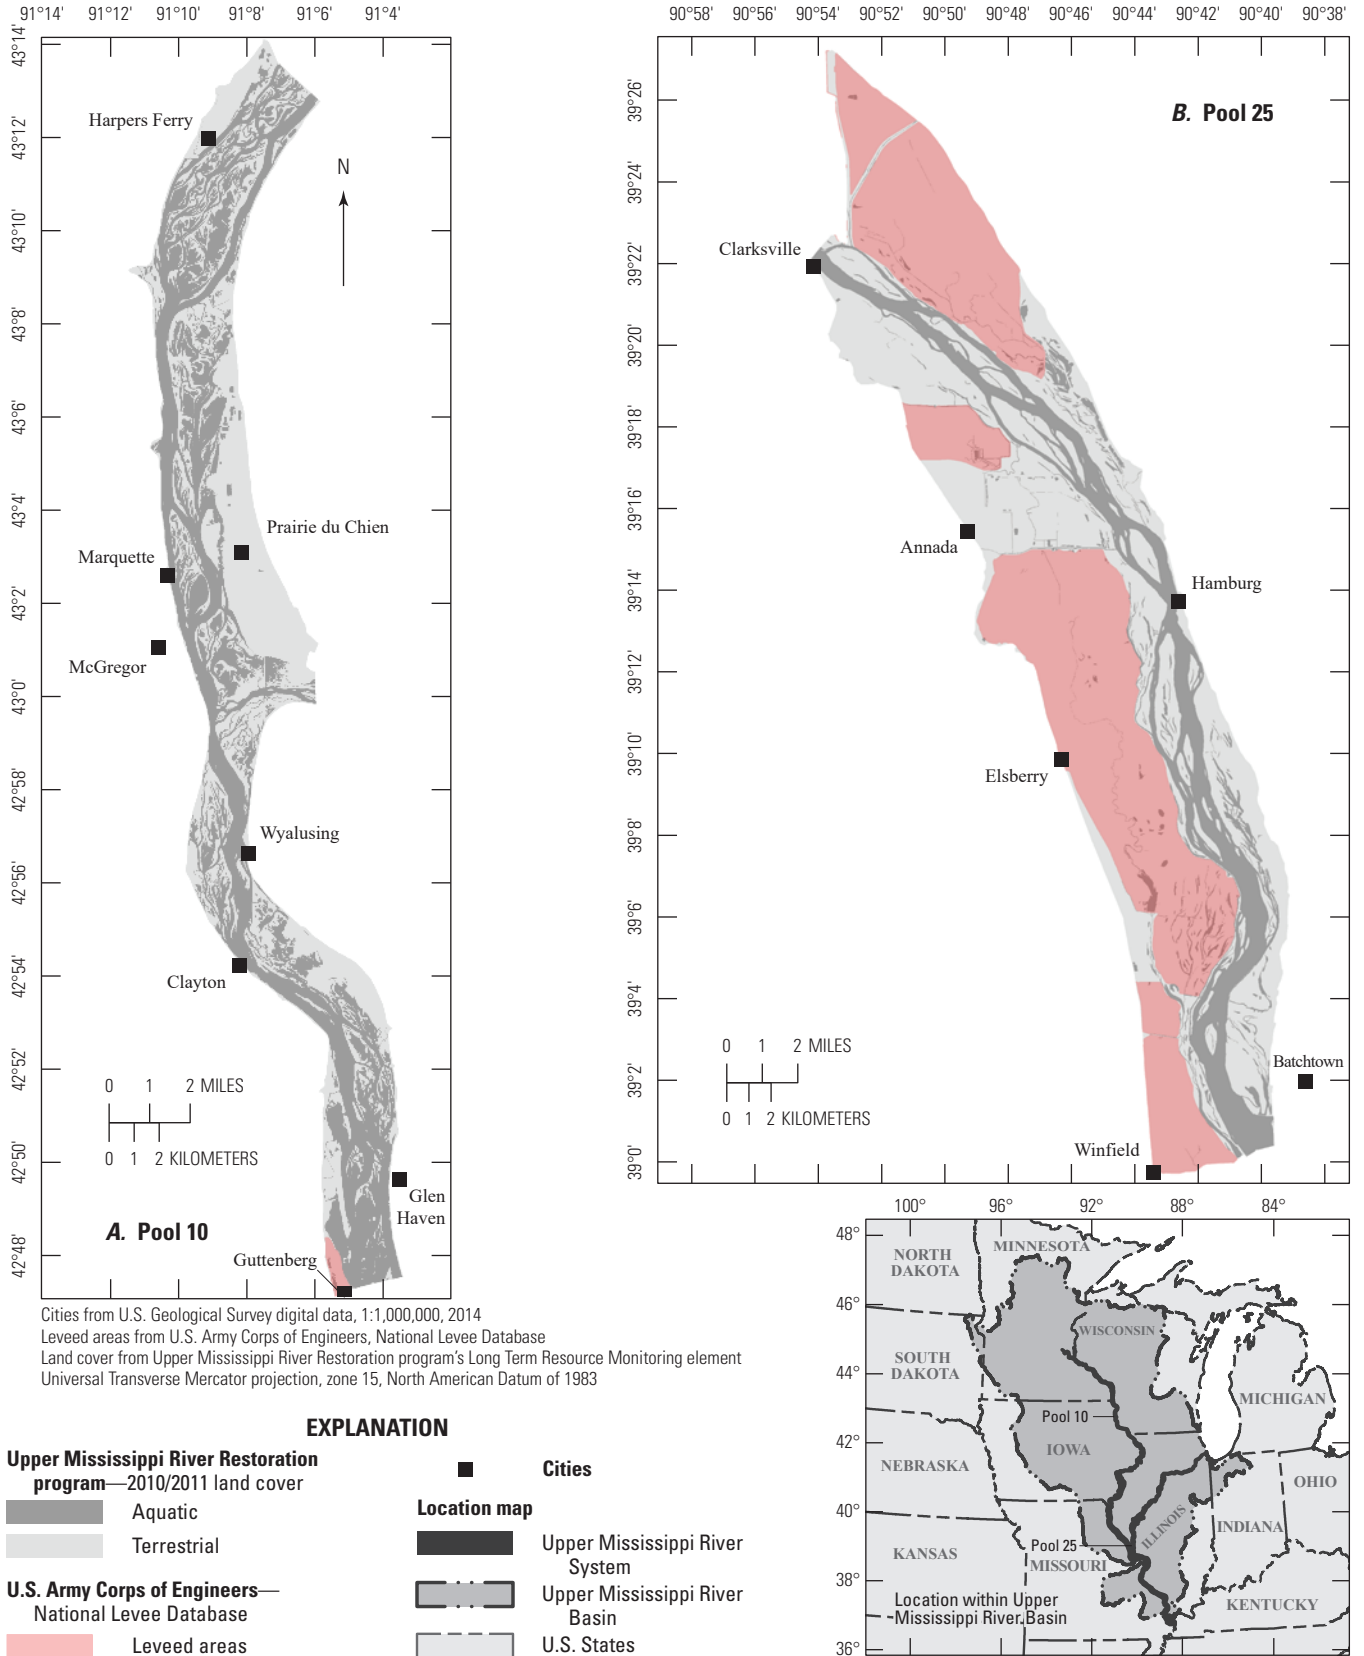 91°14' 91°12' 91°10' 91°8' 91°6' 91°4'
43°14'
43°12'
43°10'
43°8'
43°6'
43°4'
43°2'
43°0'
42°58'
42°56'
42°54'
42°52'
42°50'
42°48'
Harpers Ferry
N
Prairie du Chien
Marquette
McGregor
Wyalusing
Clayton
0 1 2 MILES
0 1 2 KILOMETERS
Glen
Haven
A. Pool 10
Guttenberg
90°58' 90°56' 90°54' 90°52' 90°50' 90°48' 90°46' 90°44' 90°42' 90°40' 90°38'
39°26'
39°24'
39°22'
39°20'
39°18'
39°16'
39°14'
39°12'
39°10'
39°8'
39°6'
39°4'
39°2'
39°0'
B. Pool 25
Clarksville
Annada
Hamburg
Elsberry
0 1 2 MILES
0 1 2 KILOMETERS
Batchtown
Winfield
Cities from U.S. Geological Survey digital data, 1:1,000,000, 2014
Leveed areas from U.S. Army Corps of Engineers, National Levee Database
Land cover from Upper Mississippi River Restoration program's Long Term Resource Monitoring element
Universal Transverse Mercator projection, zone 15, North American Datum of 1983
EXPLANATION
Upper Mississippi River Restoration
program—2010/2011 land cover
Aquatic
Terrestrial
U.S. Army Corps of Engineers—
National Levee Database
Leveed areas
Cities
Location map
Upper Mississippi River
System
Upper Mississippi River
Basin
U.S. States
100° 96° 92° 88° 84°
48°
46°
44°
42°
40°
38°
36°
NORTH
DAKOTA
MINNESOTA
WISCONSIN
SOUTH
DAKOTA
MICHIGAN
Pool 10
IOWA
NEBRASKA
OHIO
ILLINOIS
INDIANA
Pool 25
KANSAS
MISSOURI
KENTUCKY
Location within Upper
Mississippi River Basin